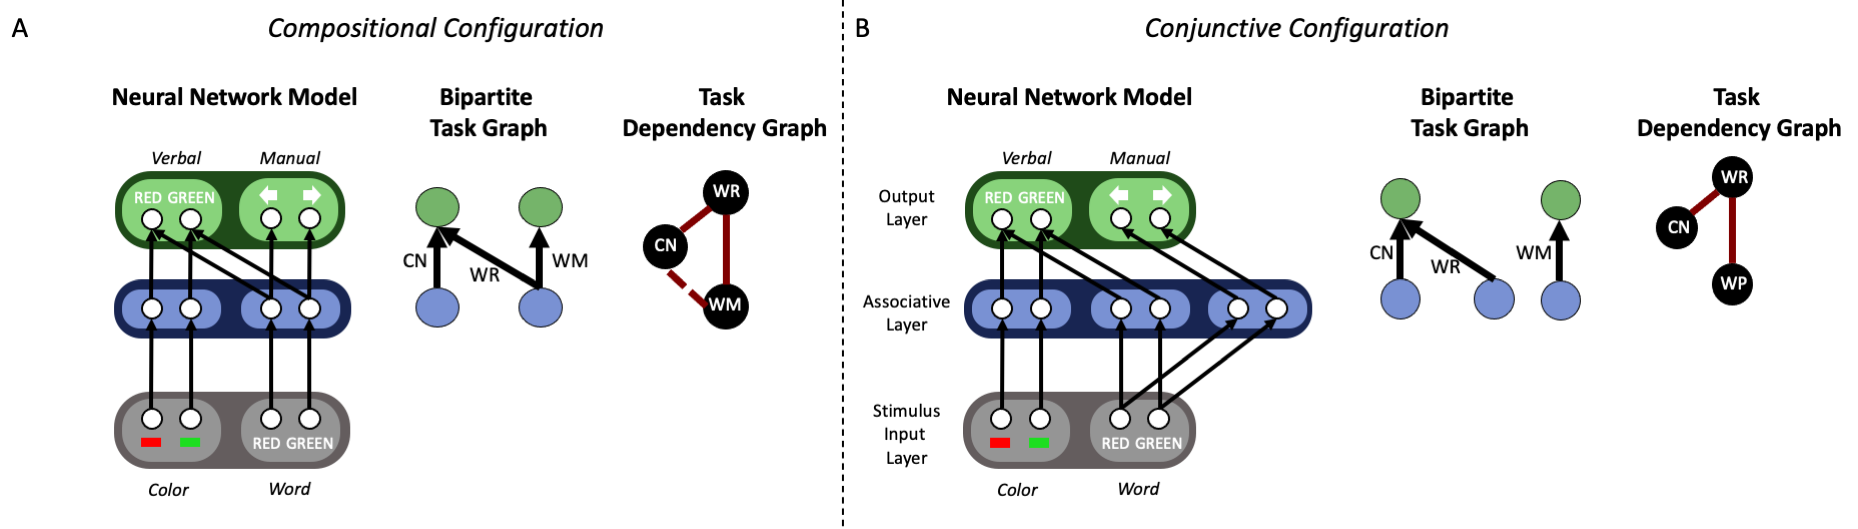 A
Compositional Configuration
Neural Network Model
Bipartite
Task Graph
Task
Dependency Graph
Verbal
Manual
RED GREEN
CN
WR
WM
WR
CN
WM
RED GREEN
Color
Word
B
Conjunctive Configuration
Neural Network Model
Bipartite
Task Graph
Task
Dependency Graph
Verbal
Manual
Output
Layer
RED GREEN
Associative
Layer
Stimulus
Input
Layer
RED GREEN
Color
Word
CN
WR
WM
WR
CN
WP